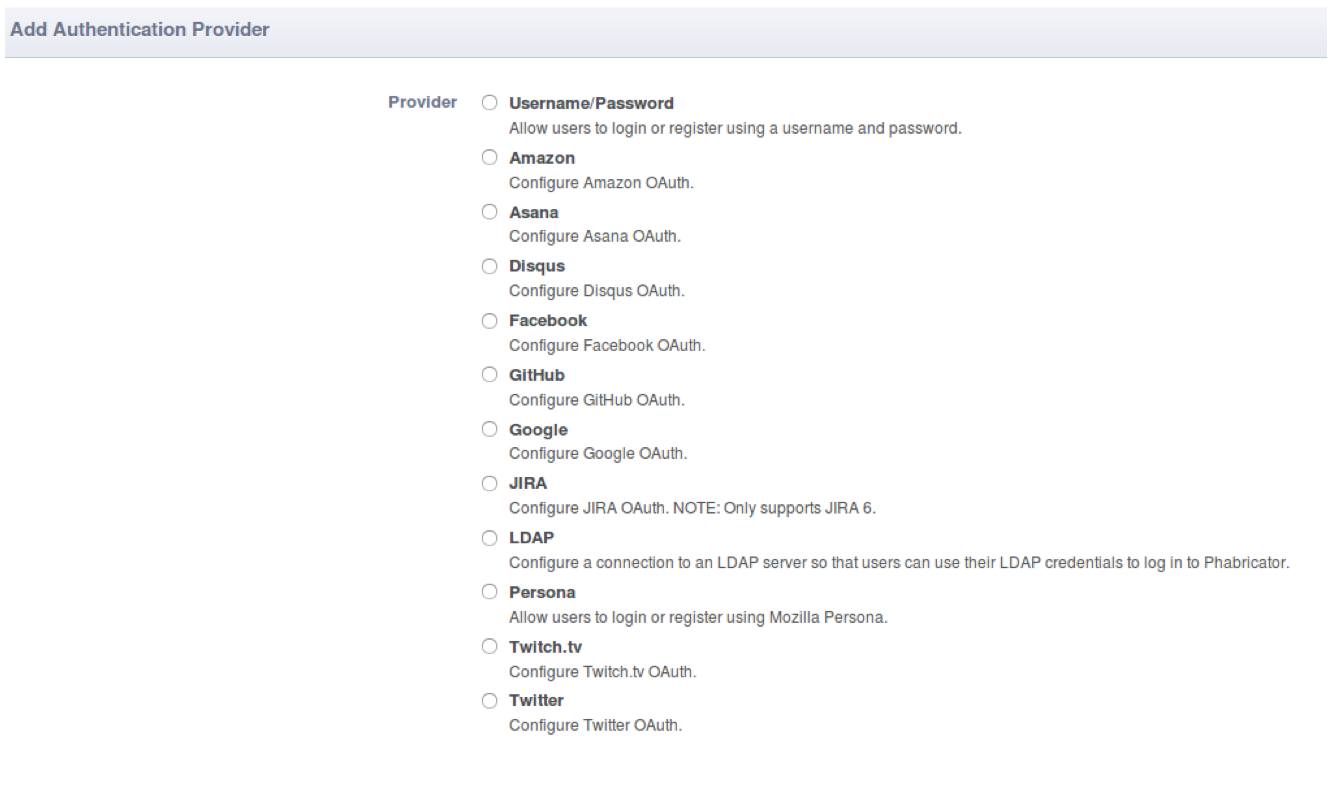 Add Authentication Provider
Provider
Username/Password
Allow users to login or register using a username and password.
Amazon
Configure Amazon OAuth.
Asana
Configure Asana OAuth.
Disqus
Configure Disqus OAuth.
Facebook
Configure Facebook OAuth.
GitHub
Configure GitHub OAuth.
Google
Configure Google OAuth.
JIRA
Configure JIRA OAuth. NOTE: Only supports JIRA 6.
LDAP
Configure a connection to an LDAP server so that users can use their LDAP credentials to log in to Phabricator.
Persona
Allow users to login or register using Mozilla Persona.
Twitch.tv
Configure Twitch.tv OAuth.
Twitter
Configure Twitter OAuth.